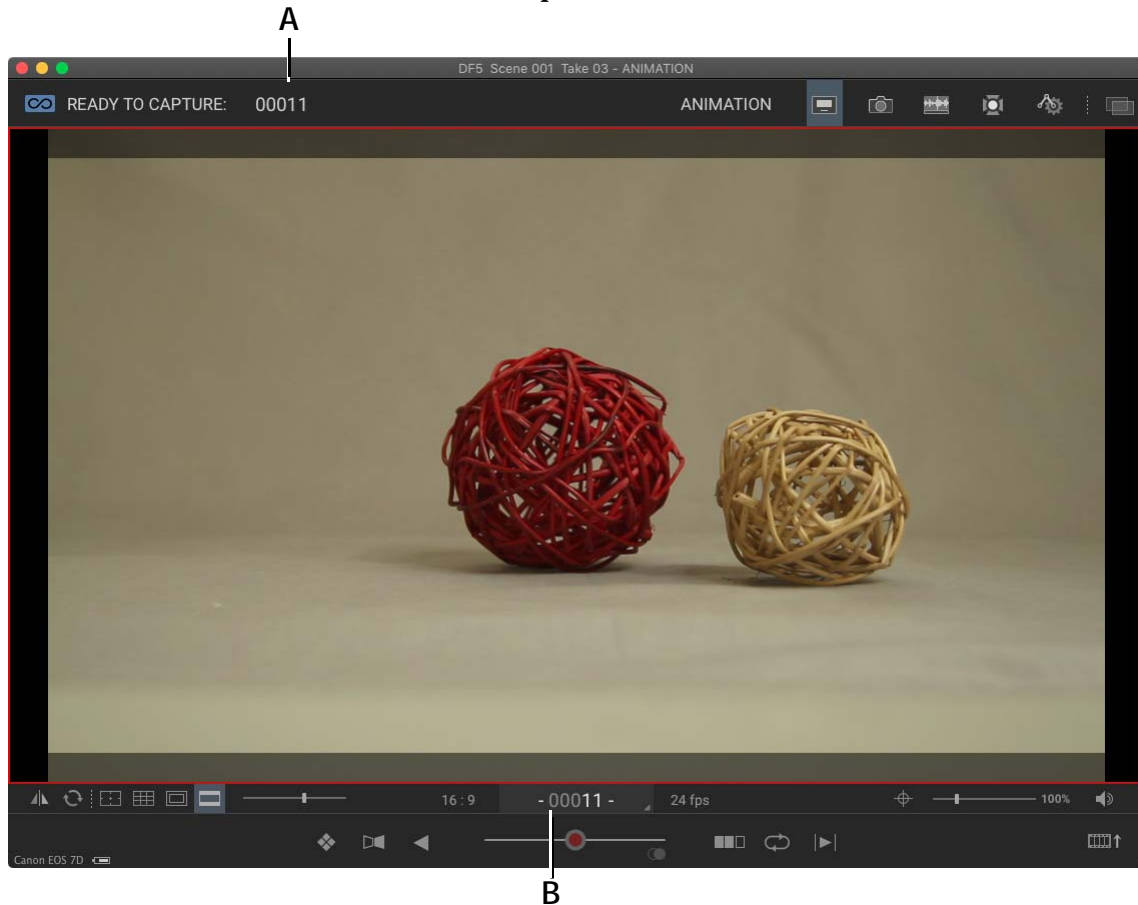 A
DF5 Scene 001 Take 03 - ANIMATION
READY TO CAPTURE: 00011 ANIMATION
16 : 9 - 00011 - 24 fps 100%
Canon EOS 7D
B